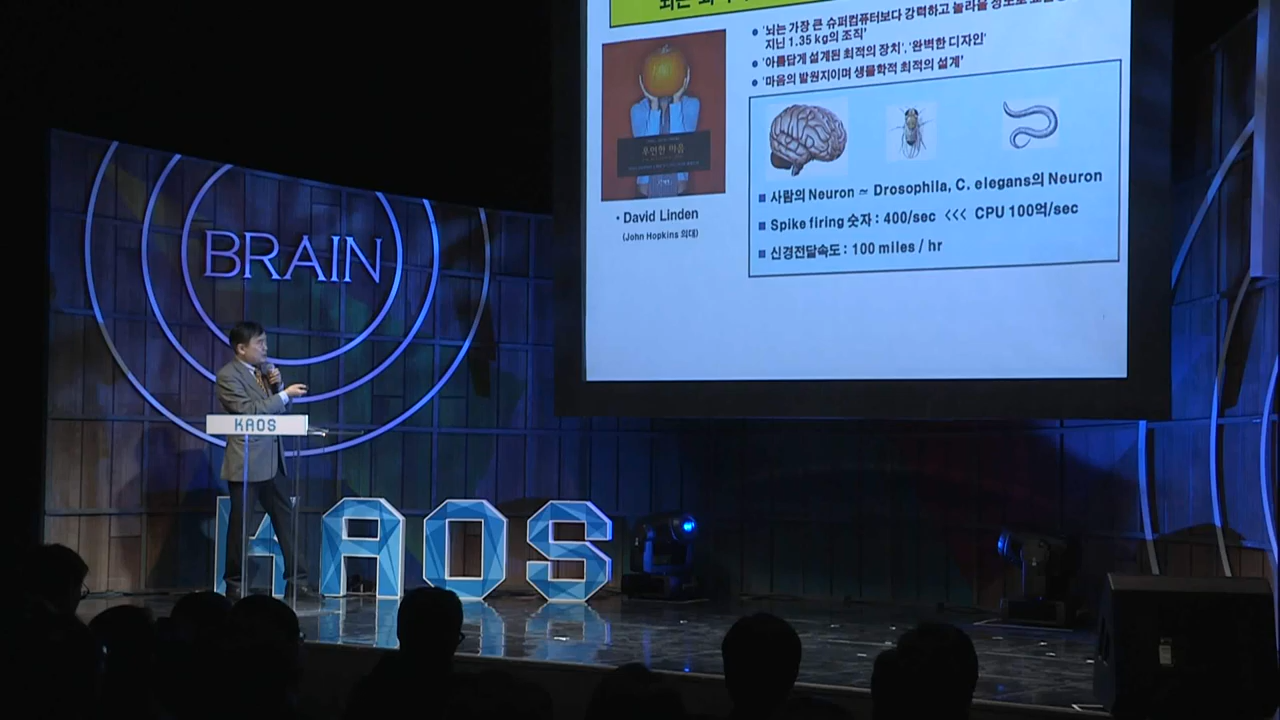 '뇌는 가장 큰 슈퍼컴퓨터보다 강력하고 놀라울 정도로
지닌 1.35 kg의 조직'
'아름답게 설계된 최적의 장치', '완벽한 디자인'
'마음의 발원지이며 생물학적 최적의 설계'
우연한 마음
• David Linden
(John Hopkins 의대)
사람의 Neuron ≃ Drosophila, C. elegans의 Neuron
Spike firing 숫자 : 400/sec <<< CPU 100억/sec
신경전달속도 : 100 miles / hr
BRAIN
KAOS
KAOS